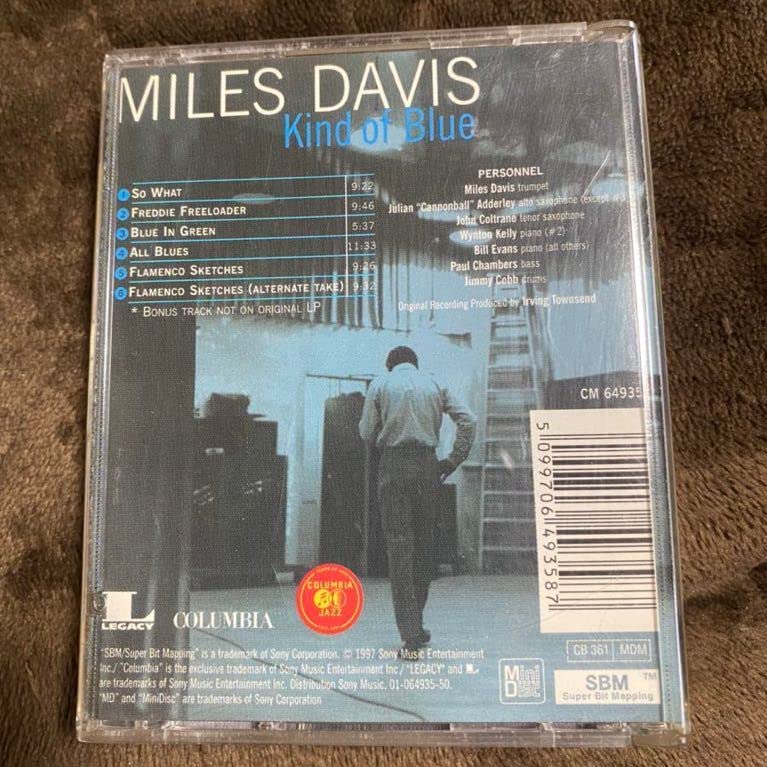 MILES DAVIS
Kind of Blue
1 SO WHAT 9:22
2 FREDDIE FREELOADER 9:46
3 BLUE IN GREEN 5:37
4 ALL BLUES 11:33
5 FLAMENCO SKETCHES 9:26
6 FLAMENCO SKETCHES (ALTERNATE TAKE) 9:32
* BONUS TRACK NOT ON ORIGINAL LP
PERSONNEL
Miles Davis trumpet
Julian "Cannonball" Adderley alto saxophone (except #3)
John Coltrane tenor saxophone
Wynton Kelly piano (#2)
Bill Evans piano (all others)
Paul Chambers bass
Jimmy Cobb drums
Original Recording Produced by Irving Townsend
CM 64935
5099706493587
L
LEGACY
COLUMBIA
COLUMBIA
JAZZ
"SBM/Super Bit Mapping" is a trademark of Sony Corporation. © 1997 Sony Music Entertainment
Inc./ "Columbia" is the exclusive trademark of Sony Music Entertainment Inc./ "LEGACY" and L
are trademarks of Sony Music Entertainment Inc. Distribution Sony Music. 01-064935-50.
"MD" and "MiniDisc" are trademarks of Sony Corporation
CB 361 MDM
MD
SBM™
Super Bit Mapping